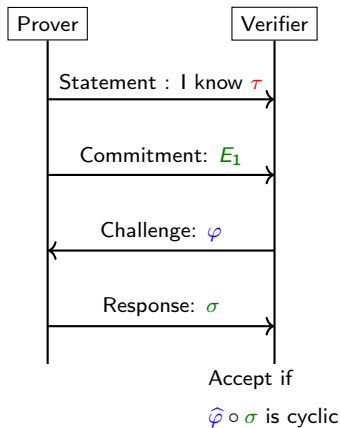 Prover Verifier
Statement : I know τ
Commitment: E₁
Challenge: φ
Response: σ
Accept if
φ̂ ∘ σ is cyclic